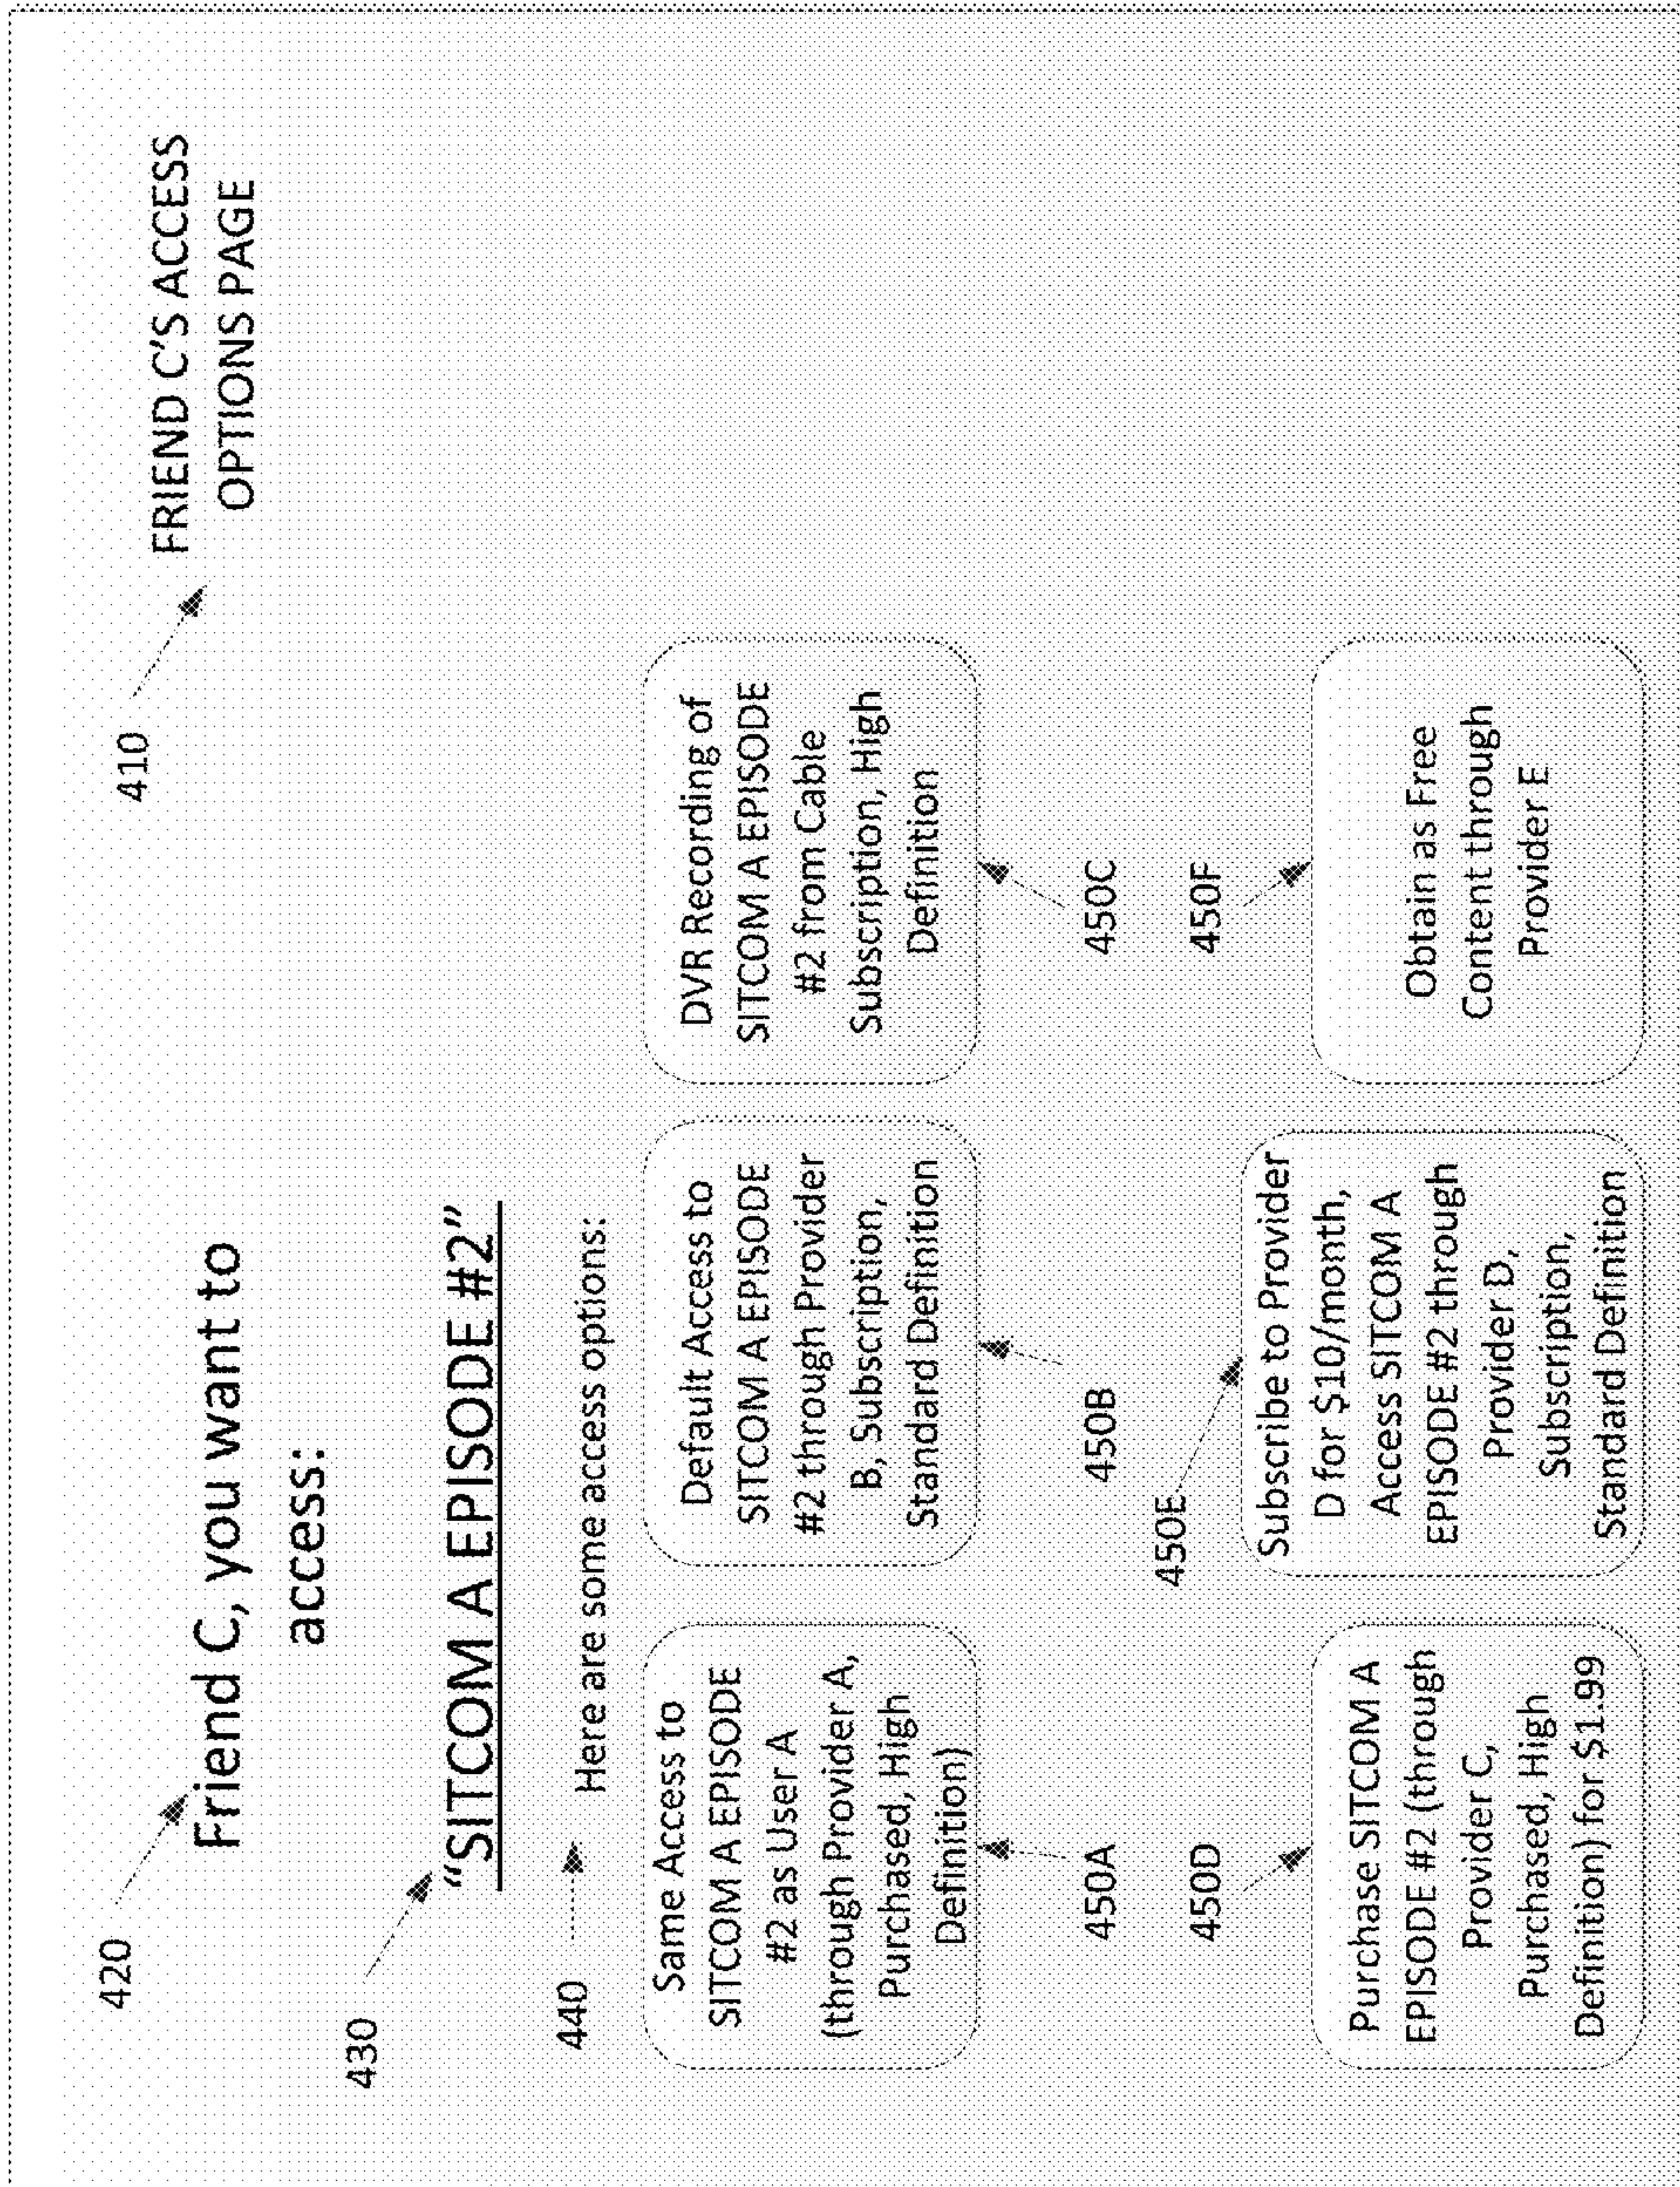 410
FRIEND C'S ACCESS
OPTIONS PAGE
420
Friend C, you want to
access:
430
"SITCOM A EPISODE #2"
440
Here are some access options:
Same Access to
SITCOM A EPISODE
#2 as User A
(through Provider A,
Purchased, High
Definition)
450A
Default Access to
SITCOM A EPISODE
#2 through Provider
B, Subscription,
Standard Definition
450B
DVR Recording of
SITCOM A EPISODE
#2 from Cable
Subscription, High
Definition
450C
450D
Purchase SITCOM A
EPISODE #2 (through
Provider C,
Purchased, High
Definition) for $1.99
450E
Subscribe to Provider
D for $10/month,
Access SITCOM A
EPISODE #2 through
Provider D,
Subscription,
Standard Definition
450F
Obtain as Free
Content through
Provider E